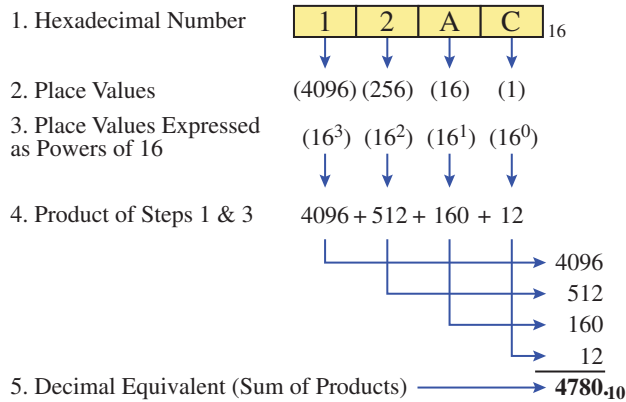 1. Hexadecimal Number 1 2 A C 16
2. Place Values (4096) (256) (16) (1)
3. Place Values Expressed
as Powers of 16 (16³) (16²) (16¹) (16⁰)
4. Product of Steps 1 & 3 4096 + 512 + 160 + 12
4096
512
160
12
5. Decimal Equivalent (Sum of Products) 4780.₁₀